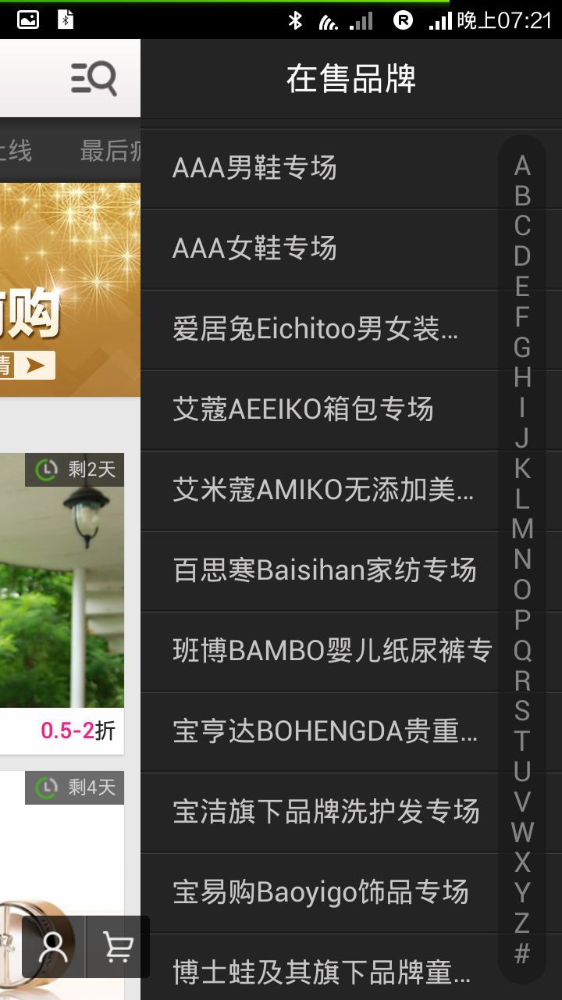 晚上07:21
在售品牌
上线
最后疯
AAA男鞋专场
AAA女鞋专场
爱居兔Eichitoo男女装...
艾蔻AEEIKO箱包专场
艾米蔻AMIKO无添加美...
百思寒Baisihan家纺专场
班博BAMBO婴儿纸尿裤专
宝亨达BOHENGDA贵重...
宝洁旗下品牌洗护发专场
宝易购Baoyigo饰品专场
博士蛙及其旗下品牌童...
A
B
C
D
E
F
G
H
I
J
K
L
M
N
O
P
Q
R
S
T
U
V
W
X
Y
Z
#
购
剩2天
0.5-2折
剩4天